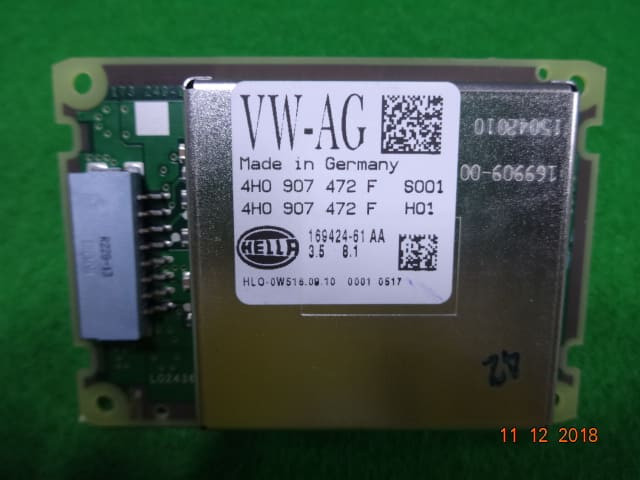 VW-AG
Made in Germany
4H0 907 472 F S001
4H0 907 472 F H01
HELLA
169424-61 AA
3.5 8.1
HLO-0W516.09.10 0001 0517
15042010
169909-00
11 12 2018